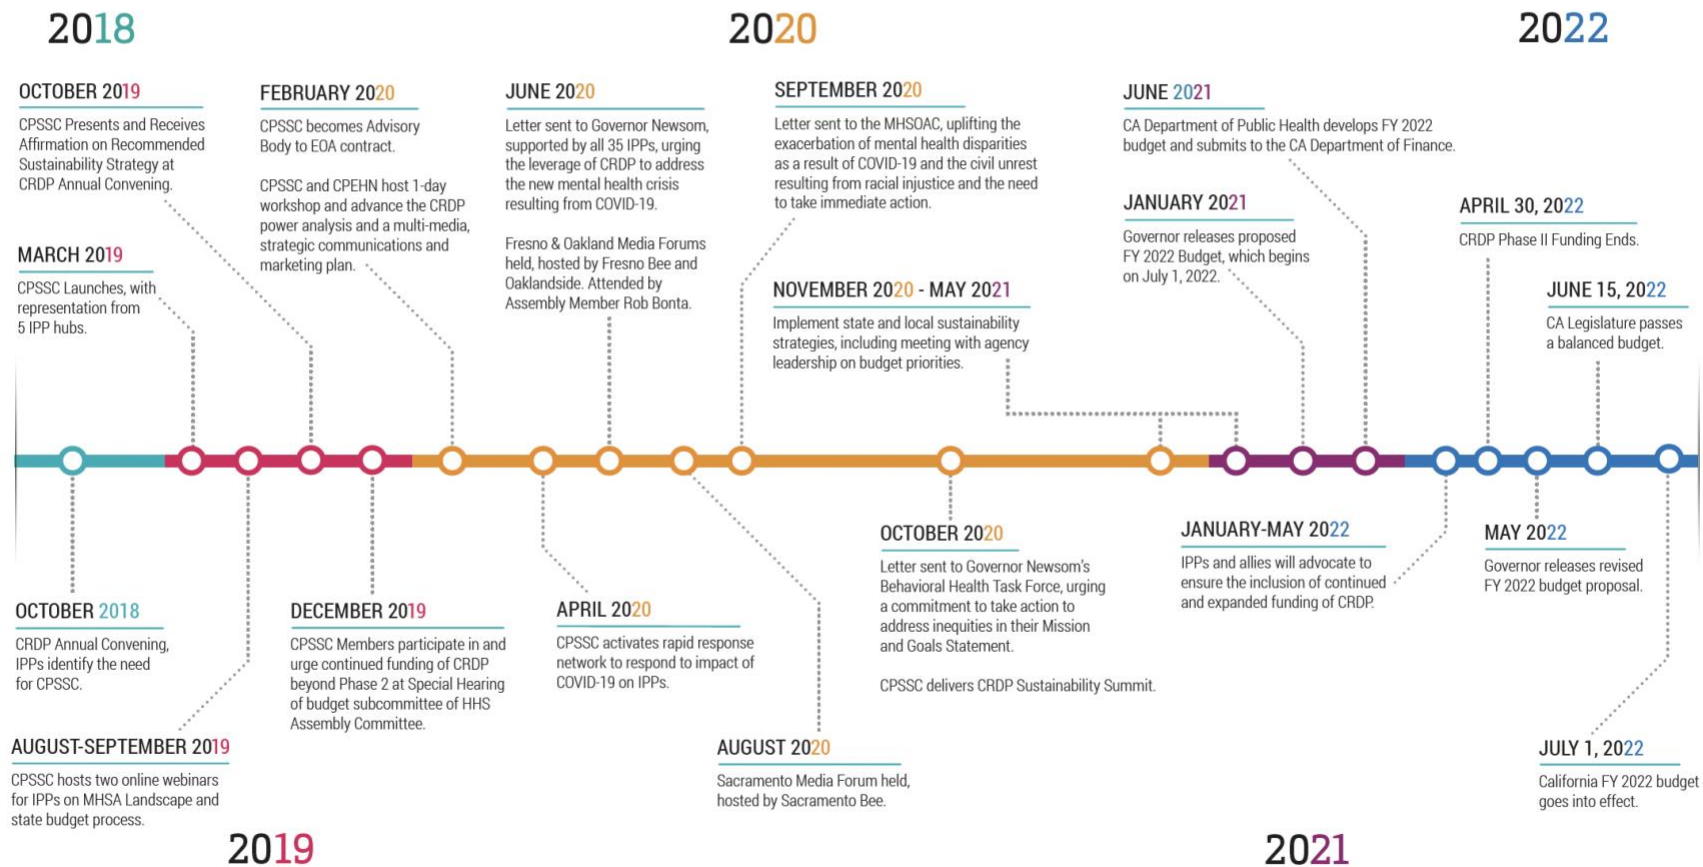 2018
2020
2022
OCTOBER 2019
CPSSC Presents and Receives
Affirmation on Recommended
Sustainability Strategy at
CRDP Annual Convening.
MARCH 2019
CPSSC Launches, with
representation from
5 IPP hubs.
FEBRUARY 2020
CPSSC becomes Advisory
Body to EOA contract.
CPSSC and CPEHN host 1-day
workshop and advance the CRDP
power analysis and a multi-media,
strategic communications and
marketing plan.
JUNE 2020
Letter sent to Governor Newsom,
supported by all 35 IPPs, urging
the leverage of CRDP to address
the new mental health crisis
resulting from COVID-19.
Fresno & Oakland Media Forums
held, hosted by Fresno Bee and
Oaklandside. Attended by
Assembly Member Rob Bonta.
SEPTEMBER 2020
Letter sent to the MHSOAC, uplifting the
exacerbation of mental health disparities
as a result of COVID-19 and the civil unrest
resulting from racial injustice and the need
to take immediate action.
NOVEMBER 2020 - MAY 2021
Implement state and local sustainability
strategies, including meeting with agency
leadership on budget priorities.
JUNE 2021
CA Department of Public Health develops FY 2022
budget and submits to the CA Department of Finance.
JANUARY 2021
Governor releases proposed
FY 2022 Budget, which begins
on July 1, 2022.
APRIL 30, 2022
CRDP Phase II Funding Ends.
JUNE 15, 2022
CA Legislature passes
a balanced budget.
OCTOBER 2018
CRDP Annual Convening,
IPPs identify the need
for CPSSC.
AUGUST-SEPTEMBER 2019
CPSSC hosts two online webinars
for IPPs on MHSA Landscape and
state budget process.
DECEMBER 2019
CPSSC Members participate in and
urge continued funding of CRDP
beyond Phase 2 at Special Hearing
of budget subcommittee of HHS
Assembly Committee.
APRIL 2020
CPSSC activates rapid response
network to respond to impact of
COVID-19 on IPPs.
AUGUST 2020
Sacramento Media Forum held,
hosted by Sacramento Bee.
OCTOBER 2020
Letter sent to Governor Newsom's
Behavioral Health Task Force, urging
a commitment to take action to
address inequities in their Mission
and Goals Statement.
CPSSC delivers CRDP Sustainability Summit.
JANUARY-MAY 2022
IPPs and allies will advocate to
ensure the inclusion of continued
and expanded funding of CRDP.
MAY 2022
Governor releases revised
FY 2022 budget proposal.
JULY 1, 2022
California FY 2022 budget
goes into effect.
2019
2021